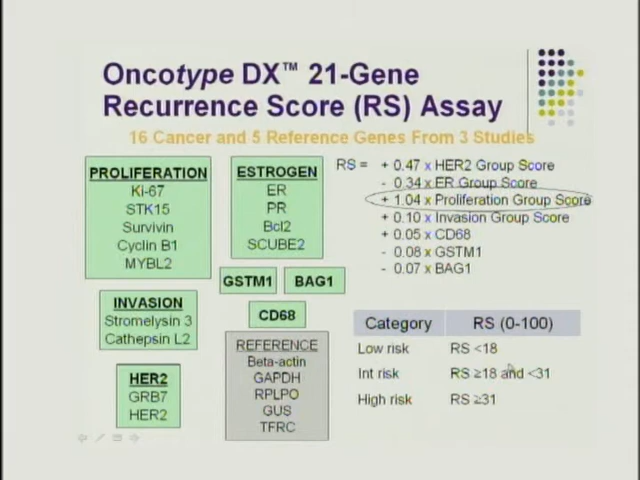 Oncotype DX™ 21-Gene
Recurrence Score (RS) Assay
16 Cancer and 5 Reference Genes From 3 Studies
PROLIFERATION
Ki-67
STK15
Survivin
Cyclin B1
MYBL2
ESTROGEN
ER
PR
Bcl2
SCUBE2
GSTM1
BAG1
CD68
INVASION
Stromelysin 3
Cathepsin L2
HER2
GRB7
HER2
REFERENCE
Beta-actin
GAPDH
RPLPO
GUS
TFRC
RS = + 0.47 x HER2 Group Score
- 0.34 x ER Group Score
+ 1.04 x Proliferation Group Score
+ 0.10 x Invasion Group Score
+ 0.05 x CD68
- 0.08 x GSTM1
- 0.07 x BAG1
Category RS (0-100)
Low risk RS <18
Int risk RS ≥18 and <31
High risk RS ≥31